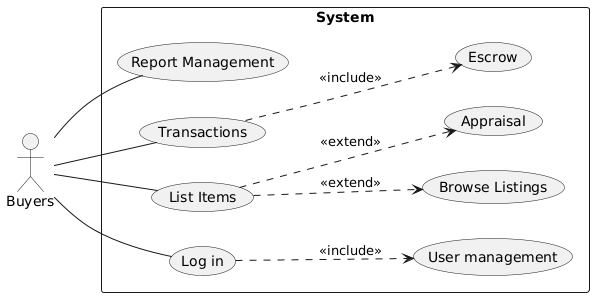 System
Report Management
Escrow
«include»
Transactions
Appraisal
«extend»
Buyers
List Items
«extend»
Browse Listings
Log in
«include»
User management